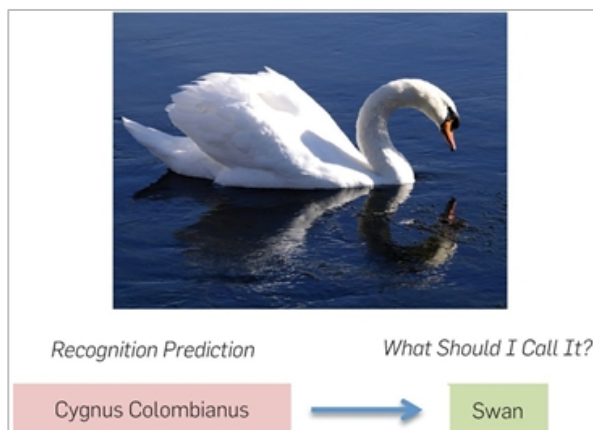 Recognition Prediction
What Should I Call It?
Cygnus Colombianus
Swan